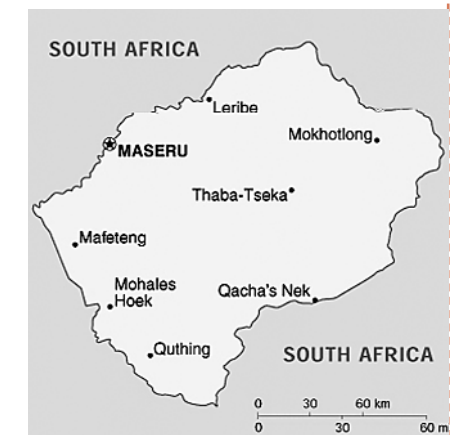 SOUTH AFRICA
Leribe
Mokhotlong
MASERU
Thaba-Tseka
Mafeteng
Mohales
Hoek
Qacha's Nek
Quthing
SOUTH AFRICA
0 30 60 km
0 30 60 m